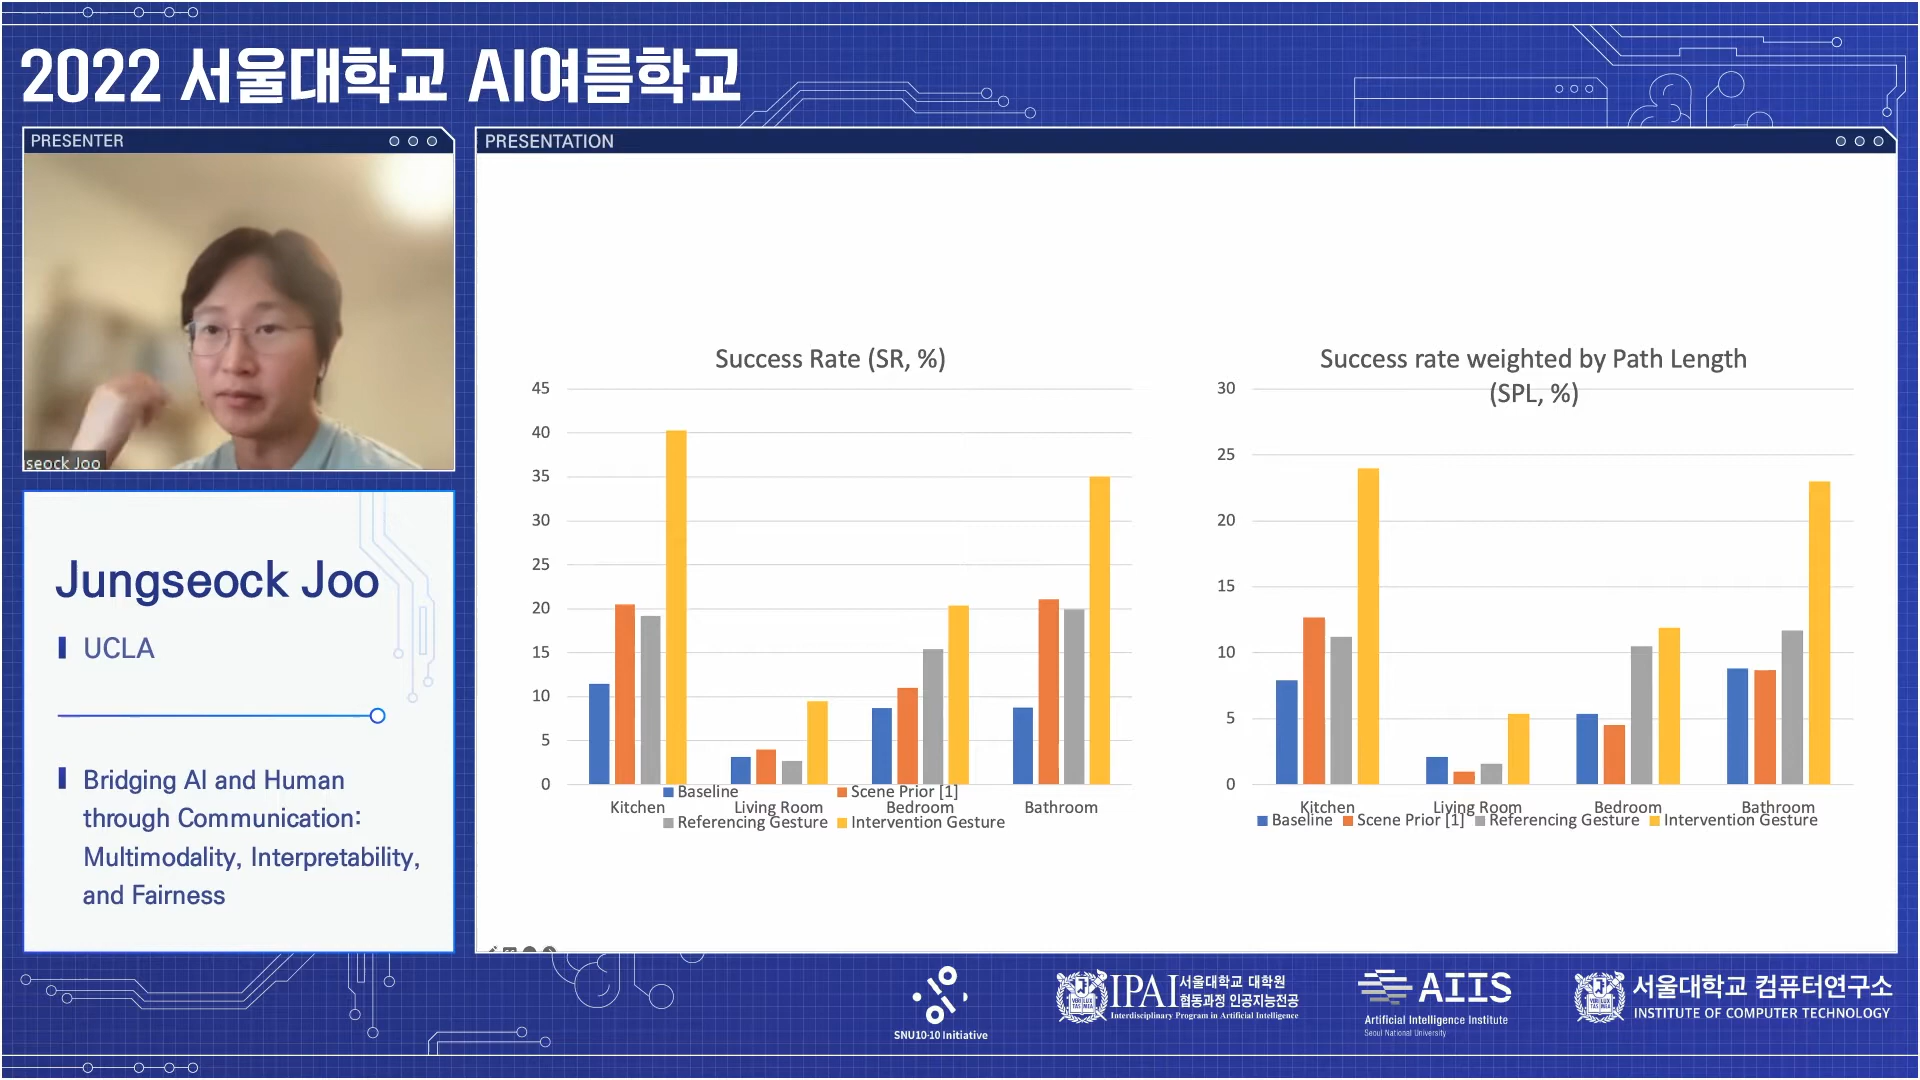 2022 서울대학교 AI여름학교
PRESENTER
seock Joo
Jungseock Joo
UCLA
Bridging AI and Human
through Communication:
Multimodality, Interpretability,
and Fairness
PRESENTATION
Success Rate (SR, %)
45
40
35
30
25
20
15
10
5
0
Kitchen Living Room Bedroom Bathroom
Baseline Scene Prior [1]
Referencing Gesture Intervention Gesture
Success rate weighted by Path Length
(SPL, %)
30
25
20
15
10
5
0
Kitchen Living Room Bedroom Bathroom
Baseline Scene Prior [1] Referencing Gesture Intervention Gesture
SNU10-10 Initiative
IPAI 서울대학교 대학원
협동과정 인공지능전공
Interdisciplinary Program in Artificial Intelligence
AIIS
Artificial Intelligence Institute
Seoul National University
서울대학교 컴퓨터연구소
INSTITUTE OF COMPUTER TECHNOLOGY